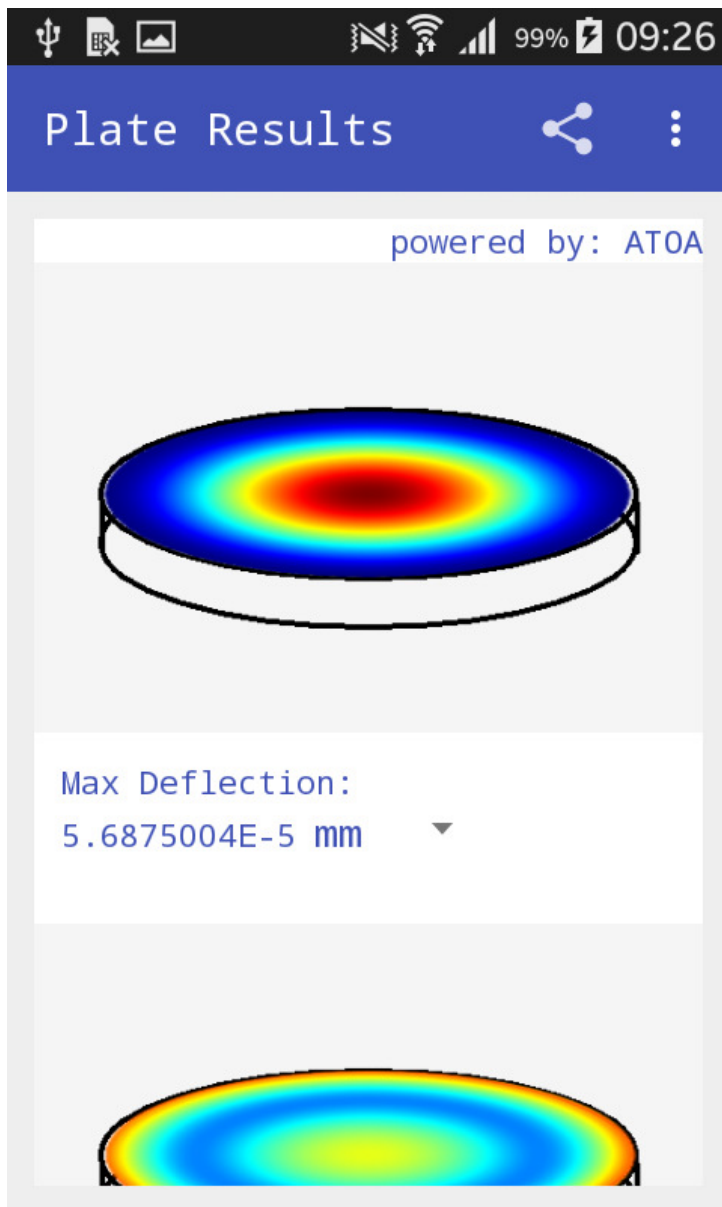 99% 09:26
Plate Results
powered by: ATOA
Max Deflection:
5.6875004E-5 mm